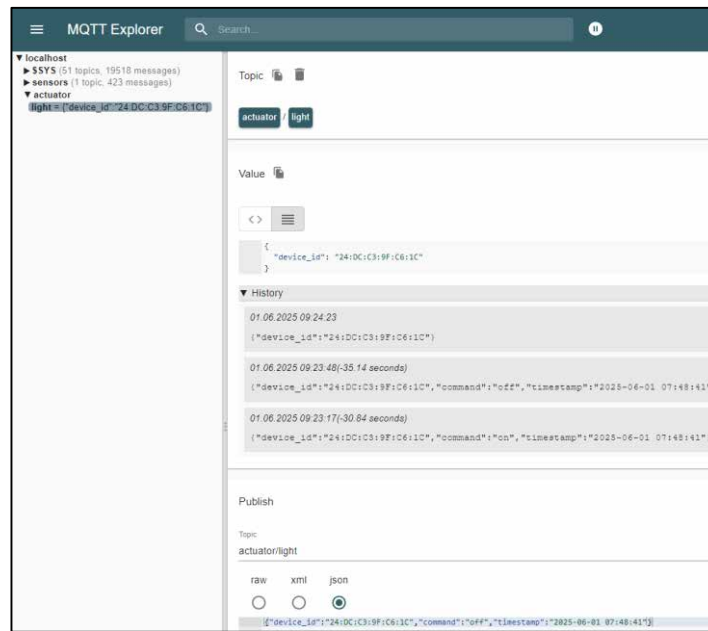 MQTT Explorer
Search...
▼ localhost
▶ $SYS (51 topics, 19518 messages)
▶ sensors (1 topic, 423 messages)
▼ actuator
light = {"device_id":"24:DC:C3:9F:C6:1C"}
Topic
actuator / light
Value
{
"device_id": "24:DC:C3:9F:C6:1C"
}
▼ History
01.06.2025 09:24:23
{"device_id":"24:DC:C3:9F:C6:1C"}
01.06.2025 09:23:48(-35.14 seconds)
{"device_id":"24:DC:C3:9F:C6:1C","command":"off","timestamp":"2025-06-01 07:48:41"
01.06.2025 09:23:17(-30.84 seconds)
{"device_id":"24:DC:C3:9F:C6:1C","command":"on","timestamp":"2025-06-01 07:48:41"
Publish
Topic
actuator/light
raw xml json
{"device_id":"24:DC:C3:9F:C6:1C","command":"off","timestamp":"2025-06-01 07:48:41"}